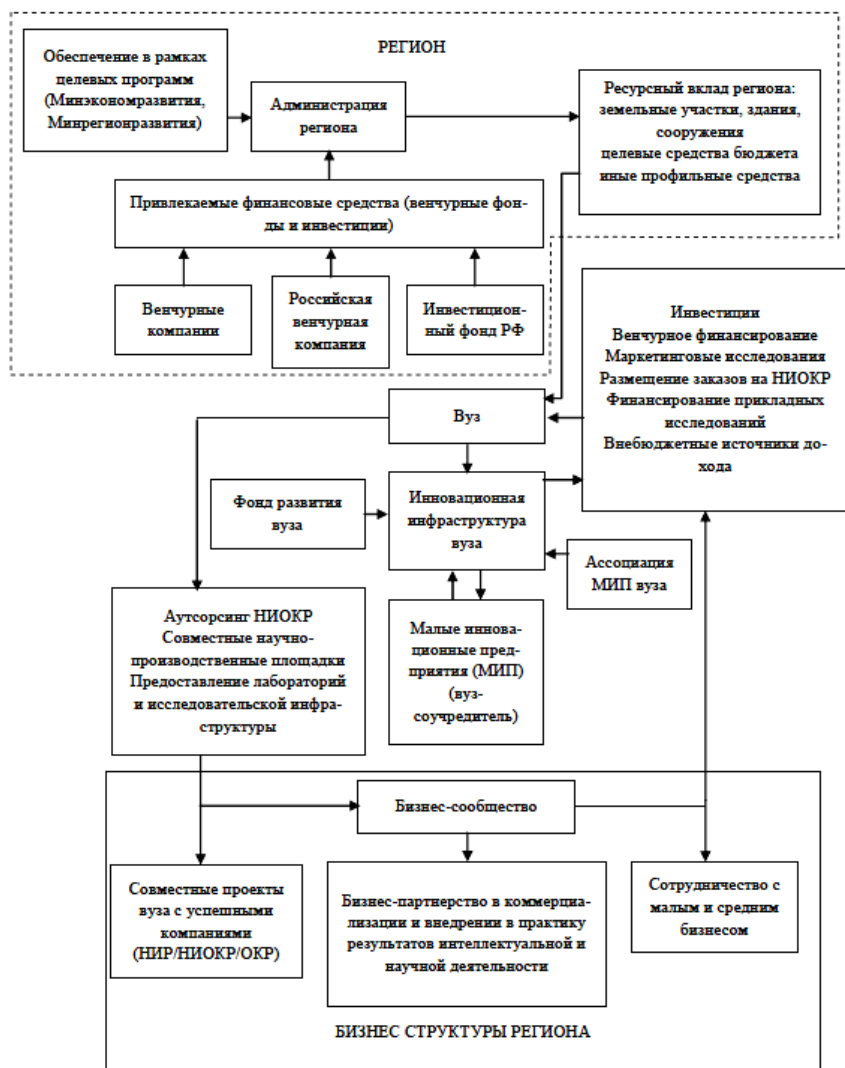 РЕГИОН
Обеспечение в рамках
целевых программ
(Минэкономразвития,
Минрегионразвития)
Администрация
региона
Ресурсный вклад региона:
земельные участки, здания,
сооружения
целевые средства бюджета
иные профильные средства
Привлекаемые финансовые средства (венчурные фон-
ды и инвестиции)
Венчурные
компании
Российская
венчурная
компания
Инвестицион-
ный фонд РФ
Инвестиции
Венчурное финансирование
Маркетинговые исследования
Размещение заказов на НИОКР
Финансирование прикладных
исследований
Внебюджетные источники до-
хода
Вуз
Фонд развития
вуза
Инновационная
инфраструктура
вуза
Ассоциация
МИП вуза
Аутсорсинг НИОКР
Совместные научно-
производственные площадки
Предоставление лабораторий
и исследовательской инфра-
структуры
Малые иннова-
ционные пред-
приятия (МИП)
(вуз-
соучредитель)
Бизнес-сообщество
Совместные проекты
вуза с успешными
компаниями
(НИР/НИОКР/ОКР)
Бизнес-партнерство в коммерциа-
лизации и внедрении в практику
результатов интеллектуальной и
научной деятельности
Сотрудничество с
малым и средним
бизнесом
БИЗНЕС СТРУКТУРЫ РЕГИОНА